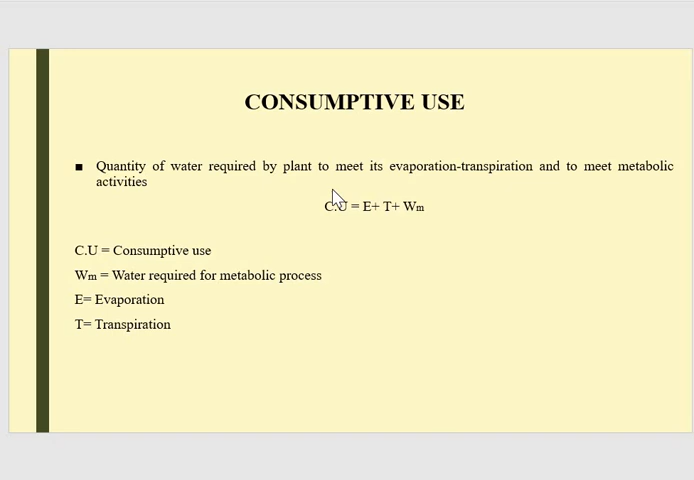 CONSUMPTIVE USE
▪ Quantity of water required by plant to meet its evaporation-transpiration and to meet metabolic
activities
C.U = E+ T+ Wm
C.U = Consumptive use
Wm = Water required for metabolic process
E= Evaporation
T= Transpiration